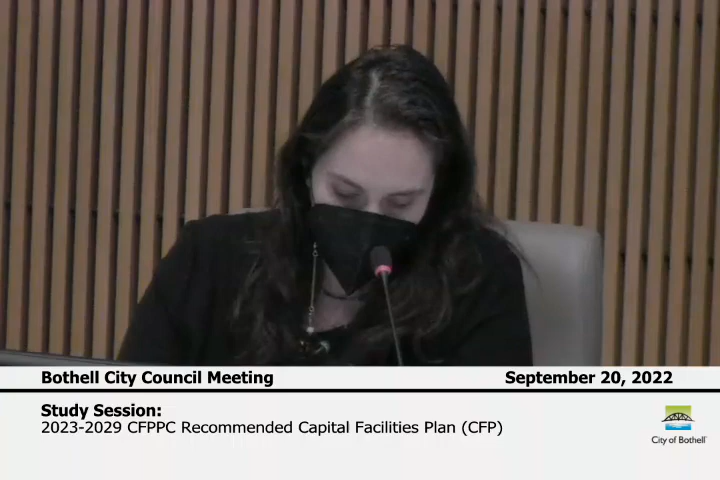 Bothell City Council Meeting
September 20, 2022
Study Session:
2023-2029 CFPPC Recommended Capital Facilities Plan (CFP)
City of Bothell